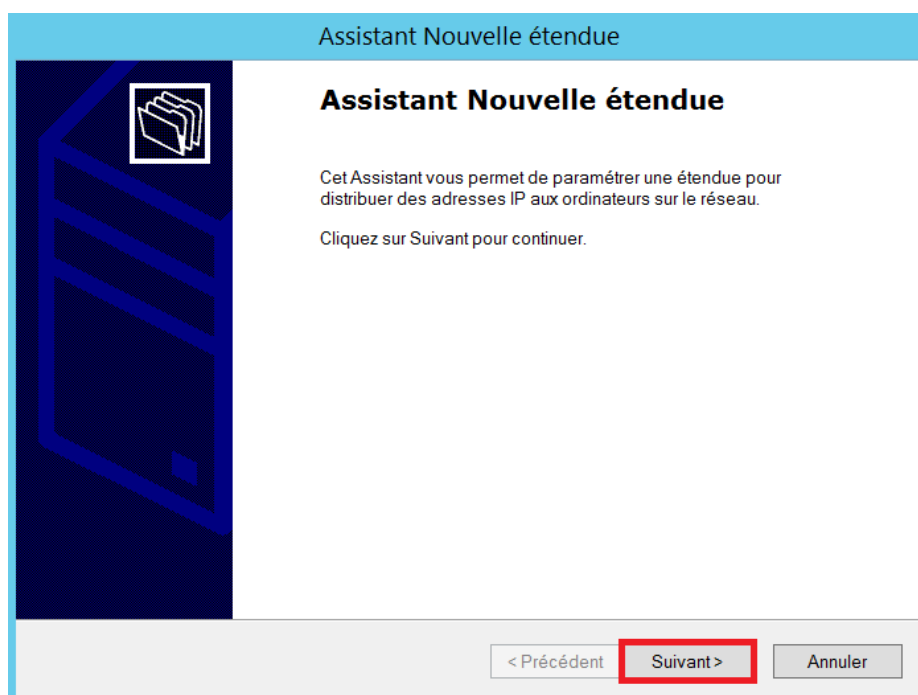 Assistant Nouvelle étendue
Assistant Nouvelle étendue
Cet Assistant vous permet de paramétrer une étendue pour
distribuer des adresses IP aux ordinateurs sur le réseau.
Cliquez sur Suivant pour continuer.
< Précédent Suivant > Annuler